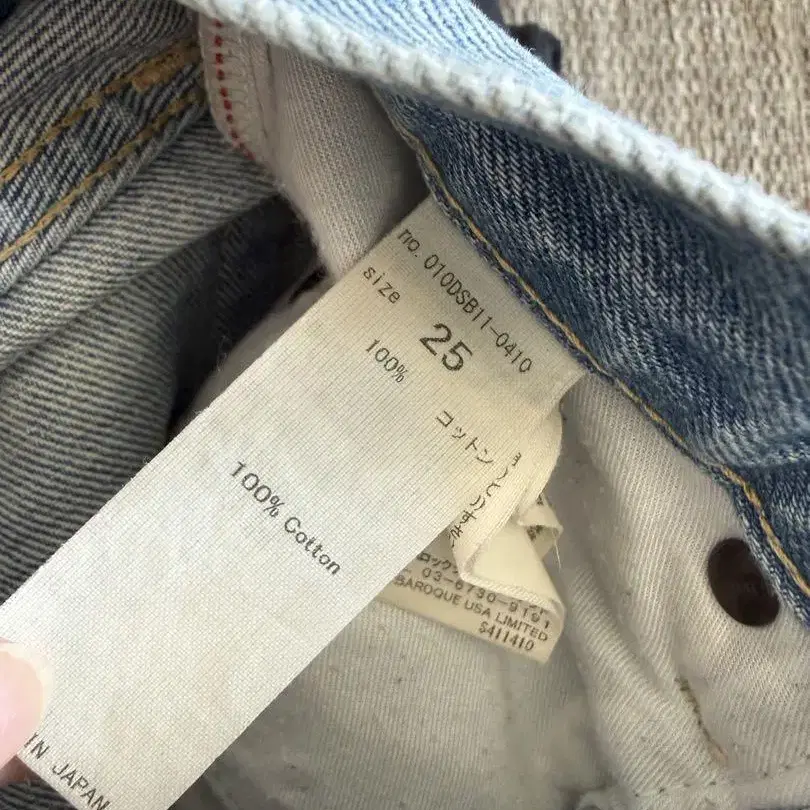 no. 010DSB11-0410
size 25
100% コットン
100% Cotton
IN JAPAN
03-6730-9191
BAROQUE USA LIMITED
S411410